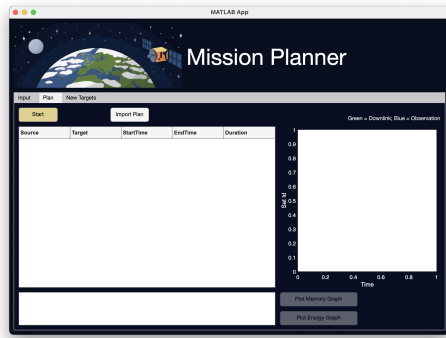 MATLAB App
Mission Planner
Input Plan New Targets
Start Import Plan
Green = Downlink; Blue = Observation
Source Target StartTime EndTime Duration
1
0.9
0.8
0.7
0.6
0.5
0.4
0.3
0.2
0.1
0
Sat Id
0 0.2 0.4 0.6 0.8 1
Time
Plot Memory Graph
Plot Energy Graph